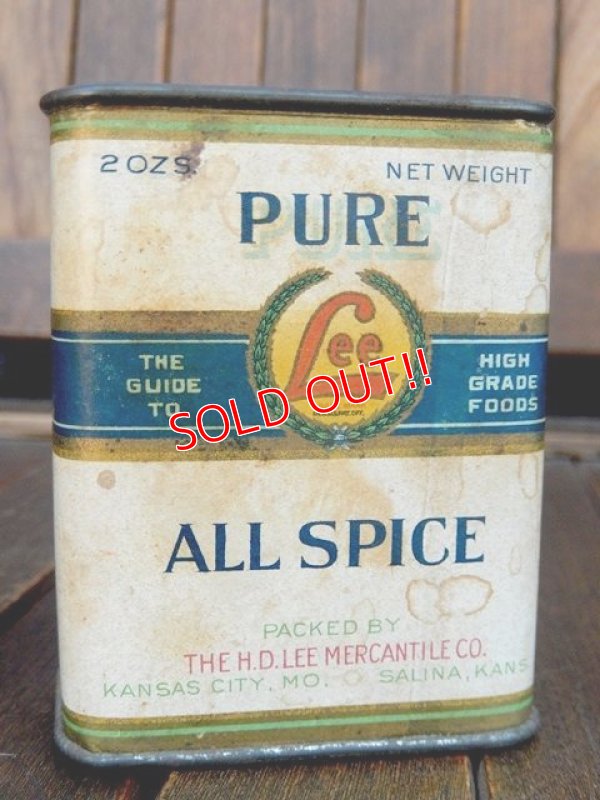 2 OZS. NET WEIGHT
PURE
Lee
THE
GUIDE
TO
HIGH
GRADE
FOODS
SOLD OUT!!
ALL SPICE
PACKED BY
THE H.D. LEE MERCANTILE CO.
KANSAS CITY, MO. SALINA, KANS